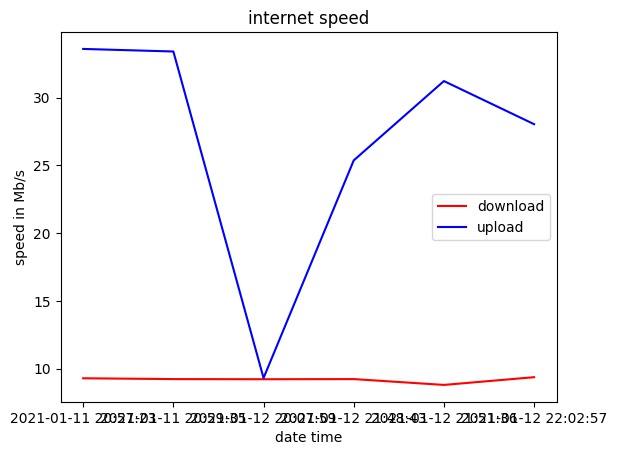 internet speed
30
25
20
15
10
speed in Mb/s
download
upload
2021-01-11 2021-01-11 2021-01-12 2021-01-12 2021-01-12 2021-01-12 22:02:57
date time